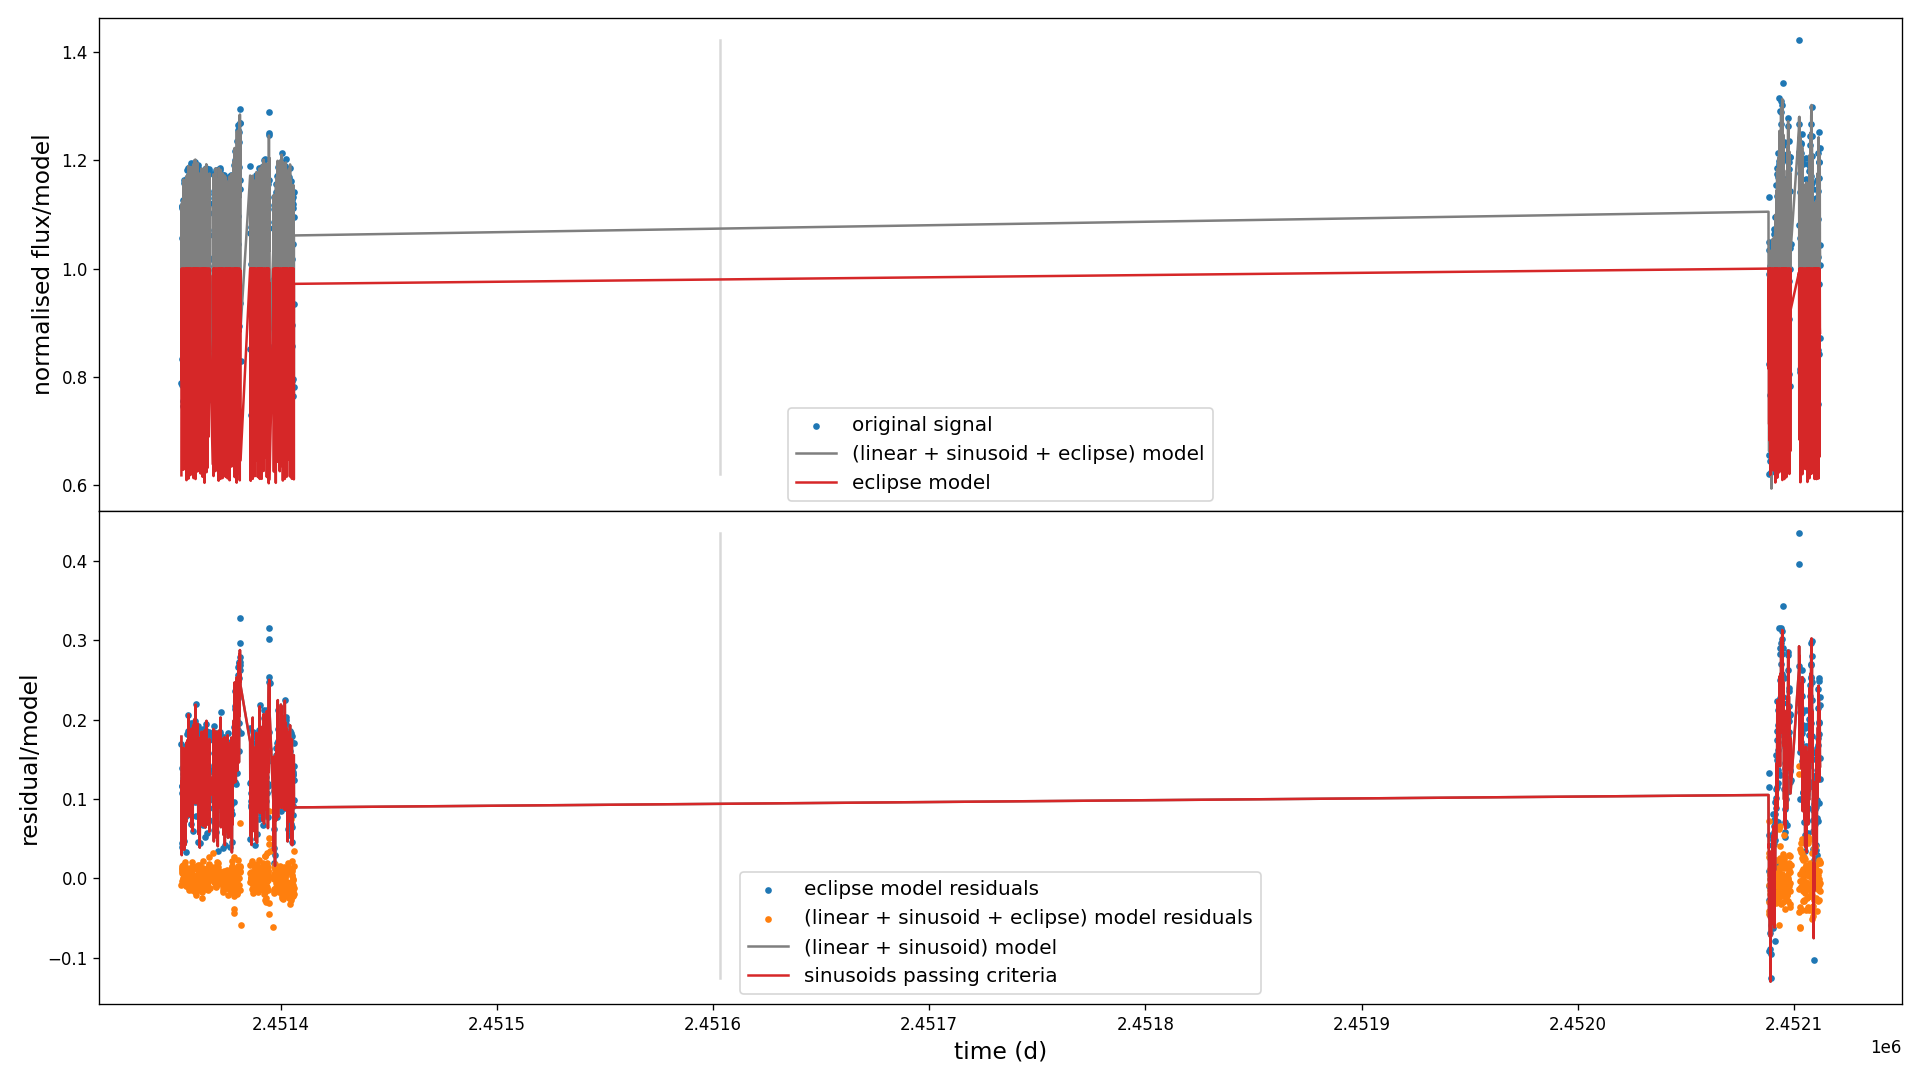 normalised flux/model
1.4
1.2
1.0
0.8
0.6
original signal
(linear + sinusoid + eclipse) model
eclipse model
residual/model
0.4
0.3
0.2
0.1
0.0
−0.1
eclipse model residuals
(linear + sinusoid + eclipse) model residuals
(linear + sinusoid) model
sinusoids passing criteria
2.4514 2.4515 2.4516 2.4517 2.4518 2.4519 2.4520 2.4521
1e6
time (d)